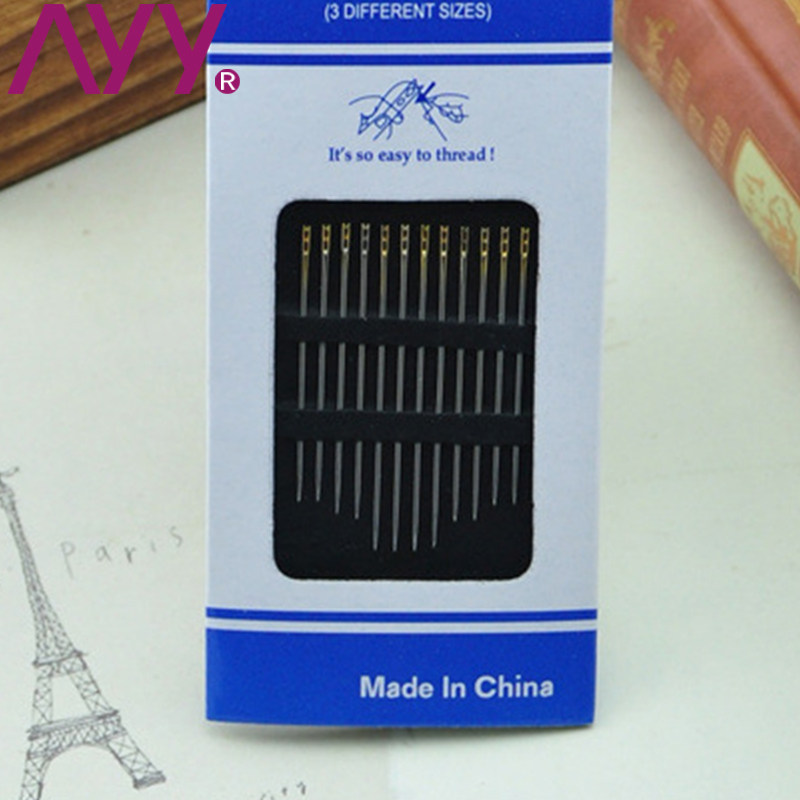 AYY®
(3 DIFFERENT SIZES)
It's so easy to thread !
Paris
Made In China